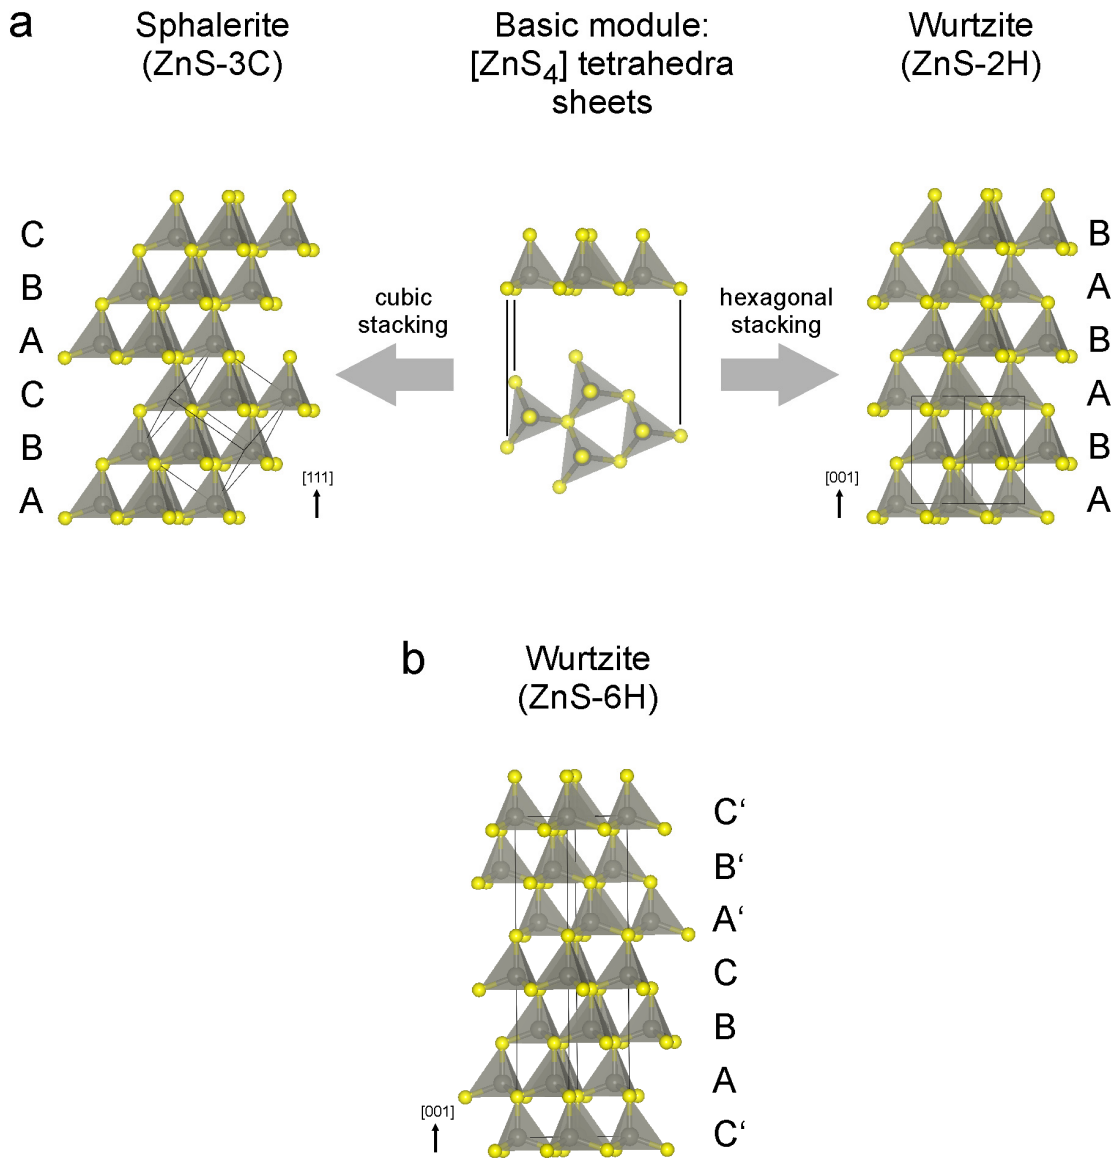 a
Sphalerite
(ZnS-3C)
Basic module:
[ZnS4] tetrahedra
sheets
Wurtzite
(ZnS-2H)
C
B
A
C
B
A
[111]
cubic
stacking
hexagonal
stacking
B
A
B
A
B
A
[001]
b
Wurtzite
(ZnS-6H)
C‘
B‘
A‘
C
B
A
C‘
[001]